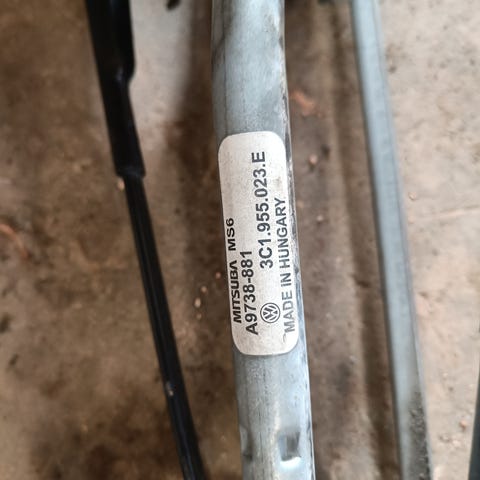 MITSUBA MS6
A9738-881
3C1.955.023.E
MADE IN HUNGARY